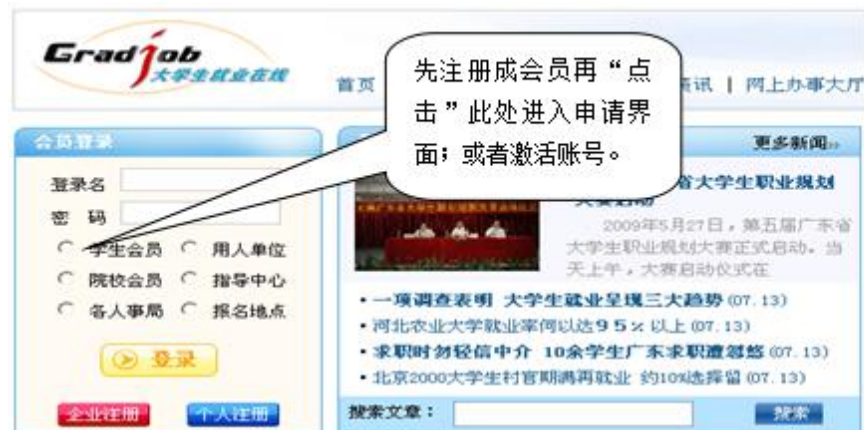 Gradjob
大学生就业在线
首页
资讯 | 网上办事大厅
先注册成会员再“点
击”此处进入申请界
面；或者激活账号。
会员登录
登录名
密 码
学生会员 用人单位
院校会员 指导中心
各人事局 报名地点
登录
企业注册 个人注册
更多新闻
省大学生职业规划
大赛启动
2009年5月27日，第五届广东省
大学生职业规划大赛正式启动。当
天上午，大赛启动仪式在
• 一项调查表明 大学生就业呈现三大趋势 (07.13)
• 河北农业大学就业率何以达95%以上 (07.13)
• 求职时勿轻信中介 10余学生广东求职遭忽悠 (07.13)
• 北京2000大学生村官期满再就业 约10%选择留 (07.13)
搜索文章： 搜索